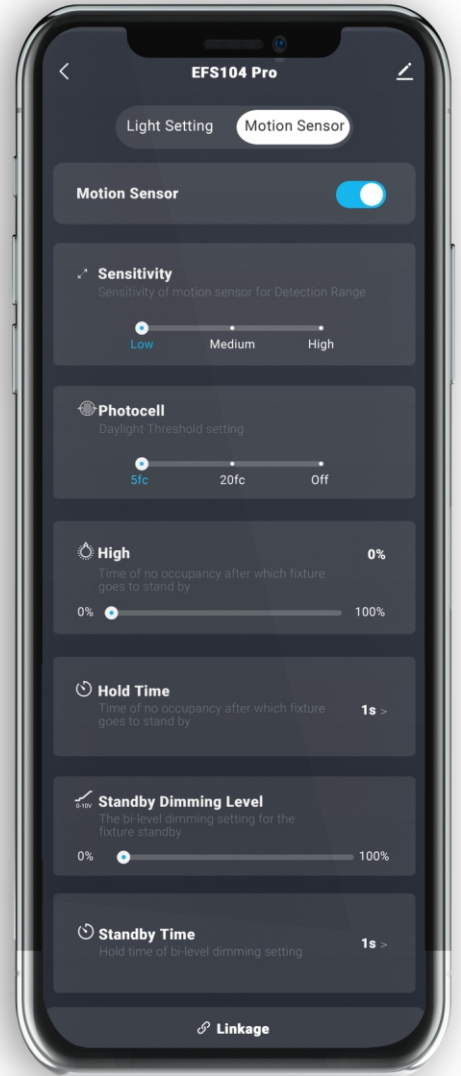 EFS104 Pro
Light Setting Motion Sensor
Motion Sensor
Sensitivity
Sensitivity of motion sensor for Detection Range
Low Medium High
Photocell
Daylight Threshold setting
5fc 20fc Off
High 0%
Time of no occupancy after which fixture
goes to stand by
0% 100%
Hold Time
Time of no occupancy after which fixture
goes to stand by
1s >
0-10V
Standby Dimming Level
The bi-level dimming setting for the
fixture standby
0% 100%
Standby Time
Hold time of bi-level dimming setting
1s >
Linkage